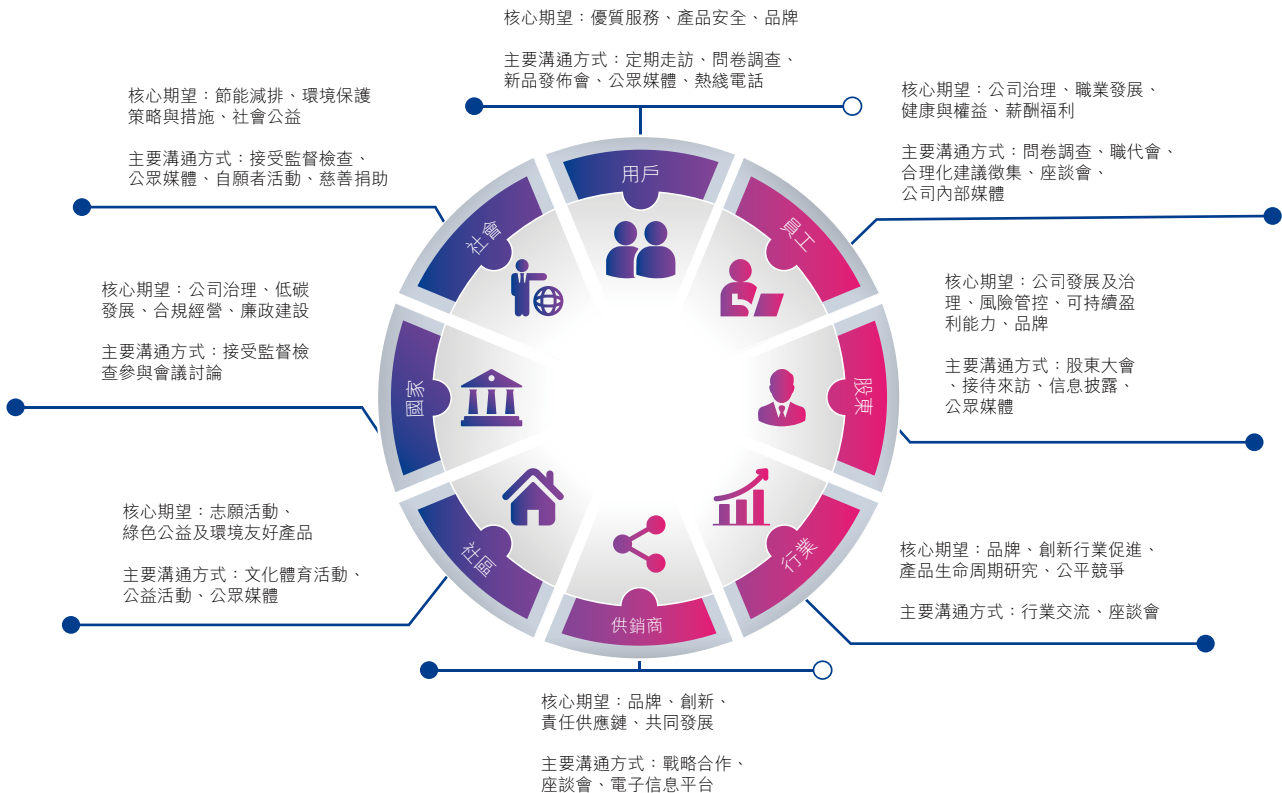 核心期望：優質服務、產品安全、品牌
主要溝通方式：定期走訪、問卷調查、
新品發佈會、公眾媒體、熱綫電話
用戶
核心期望：公司治理、職業發展、
健康與權益、薪酬福利
主要溝通方式：問卷調查、職代會、
合理化建議徵集、座談會、
公司內部媒體
員工
核心期望：公司發展及治
理、風險管控、可持續盈
利能力、品牌
主要溝通方式：股東大會
、接待來訪、信息披露、
公眾媒體
股東
核心期望：品牌、創新行業促進、
產品生命周期研究、公平競爭
主要溝通方式：行業交流、座談會
行業
供銷商
核心期望：品牌、創新、
責任供應鏈、共同發展
主要溝通方式：戰略合作、
座談會、電子信息平台
核心期望：志願活動、
綠色公益及環境友好產品
主要溝通方式：文化體育活動、
公益活動、公眾媒體
社區
核心期望：公司治理、低碳
發展、合規經營、廉政建設
主要溝通方式：接受監督檢
查參與會議討論
國家
核心期望：節能減排、環境保護
策略與措施、社會公益
主要溝通方式：接受監督檢查、
公眾媒體、自願者活動、慈善捐助
社會